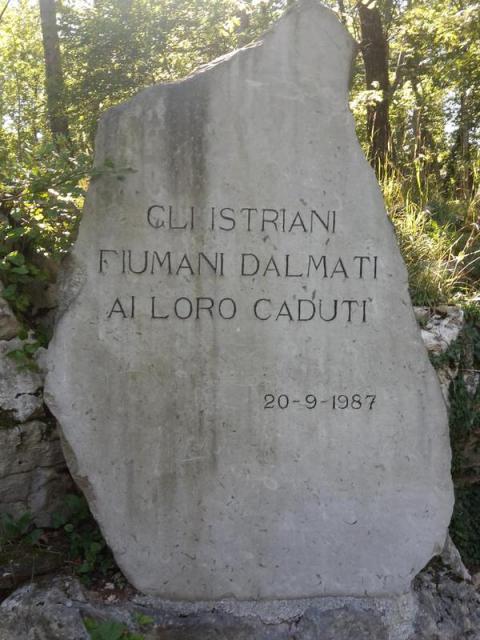 GLI ISTRIANI
FIUMANI DALMATI
AI LORO CADUTI
20-9-1987